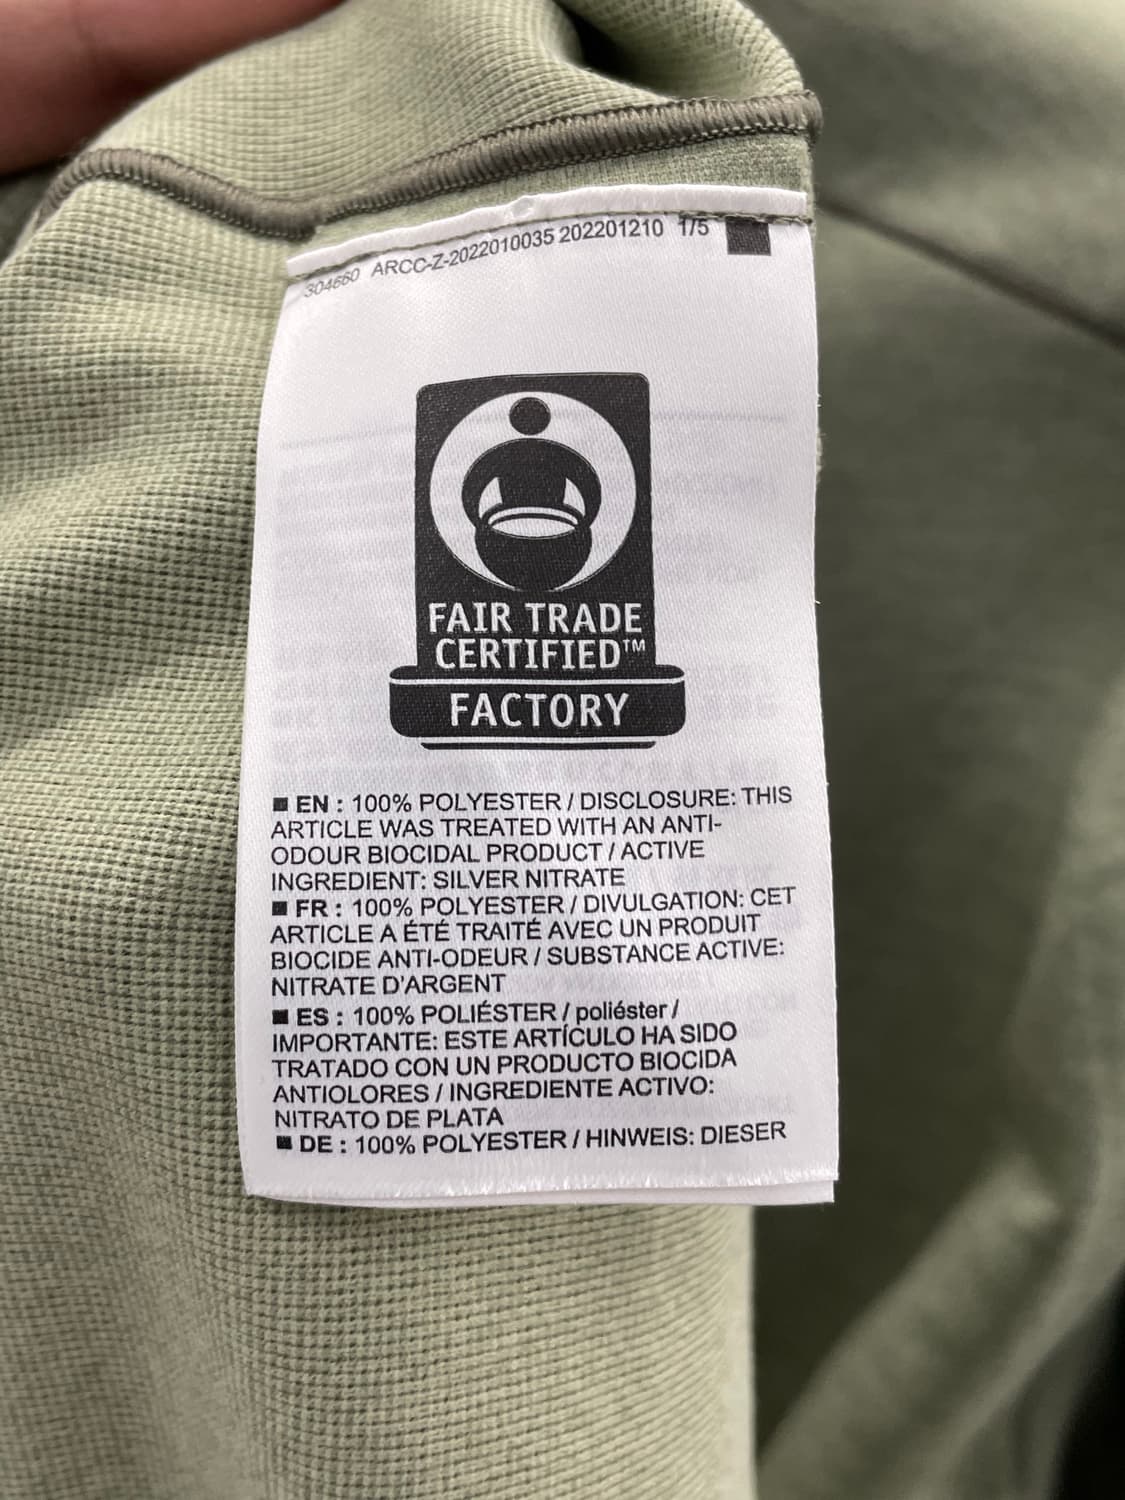 304660 ARCC-Z-2022010035 202201210 1/5
FAIR TRADE
CERTIFIED™
FACTORY
■ EN : 100% POLYESTER / DISCLOSURE: THIS
ARTICLE WAS TREATED WITH AN ANTI-
ODOUR BIOCIDAL PRODUCT / ACTIVE
INGREDIENT: SILVER NITRATE
■ FR : 100% POLYESTER / DIVULGATION: CET
ARTICLE A ÉTÉ TRAITÉ AVEC UN PRODUIT
BIOCIDE ANTI-ODEUR / SUBSTANCE ACTIVE:
NITRATE D'ARGENT
■ ES : 100% POLIÉSTER / poliéster /
IMPORTANTE: ESTE ARTÍCULO HA SIDO
TRATADO CON UN PRODUCTO BIOCIDA
ANTIOLORES / INGREDIENTE ACTIVO:
NITRATO DE PLATA
■ DE : 100% POLYESTER / HINWEIS: DIESER